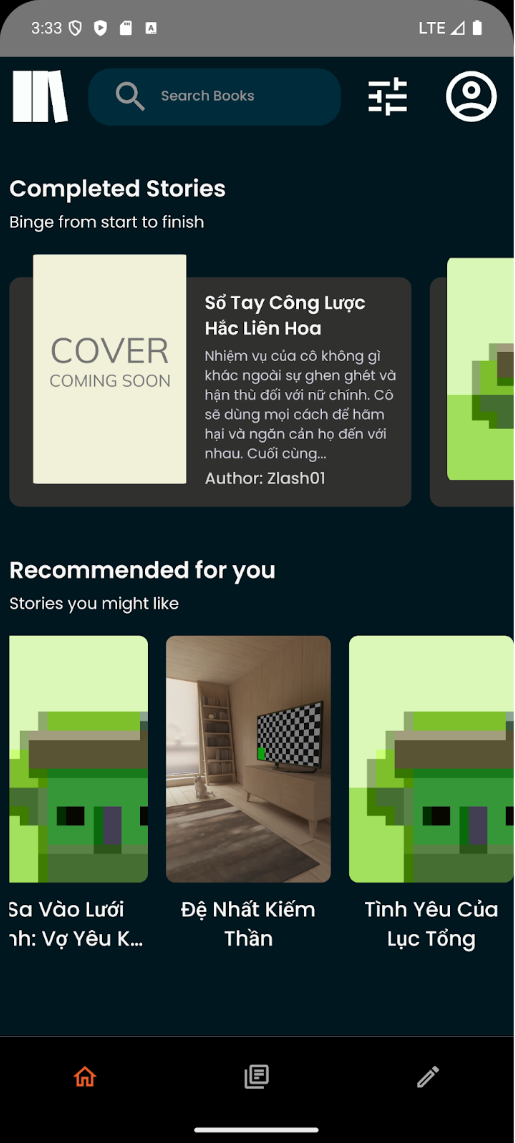 3:33
LTE
Search Books
Completed Stories
Binge from start to finish
COVER
COMING SOON
Sổ Tay Công Lược
Hắc Liên Hoa
Nhiệm vụ của cô không gì
khác ngoài sự ghen ghét và
hận thù đối với nữ chính. Cô
sẽ dùng mọi cách để hãm
hại và ngăn cản họ đến với
nhau. Cuối cùng...
Author: Zlash01
Recommended for you
Stories you might like
Sa Vào Lưới
nh: Vợ Yêu K...
Đệ Nhất Kiếm
Thần
Tình Yêu Của
Lục Tổng